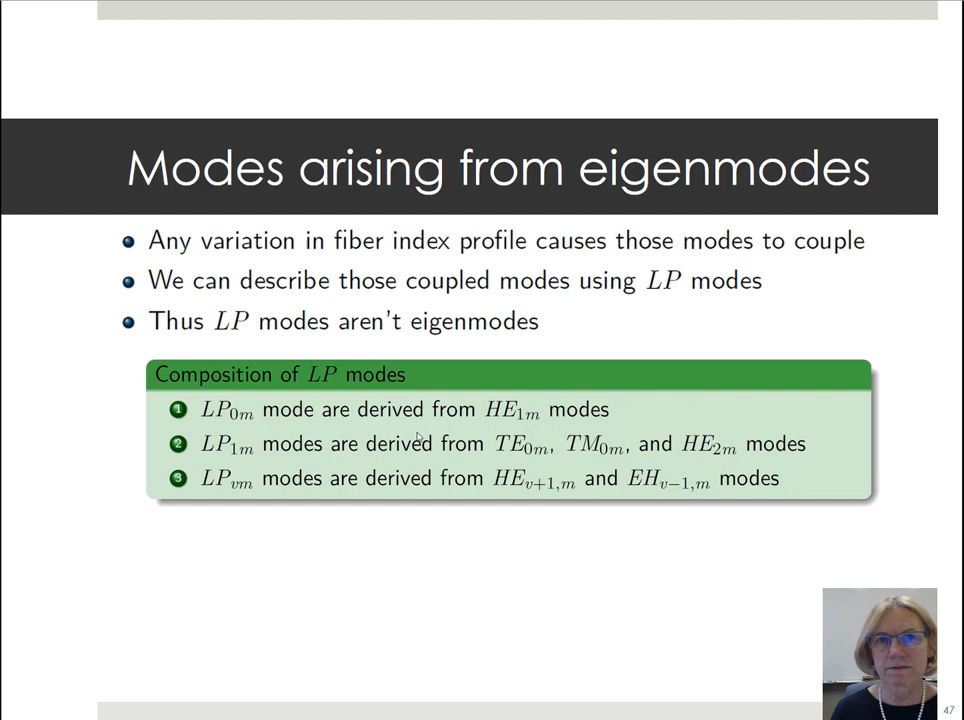 Modes arising from eigenmodes
Any variation in fiber index profile causes those modes to couple
We can describe those coupled modes using LP modes
Thus LP modes aren't eigenmodes
Composition of LP modes
1 LP₀ₘ mode are derived from HE₁ₘ modes
2 LP₁ₘ modes are derived from TE₀ₘ, TM₀ₘ, and HE₂ₘ modes
3 LPᵥₘ modes are derived from HEᵥ₊₁,ₘ and EHᵥ₋₁,ₘ modes
47